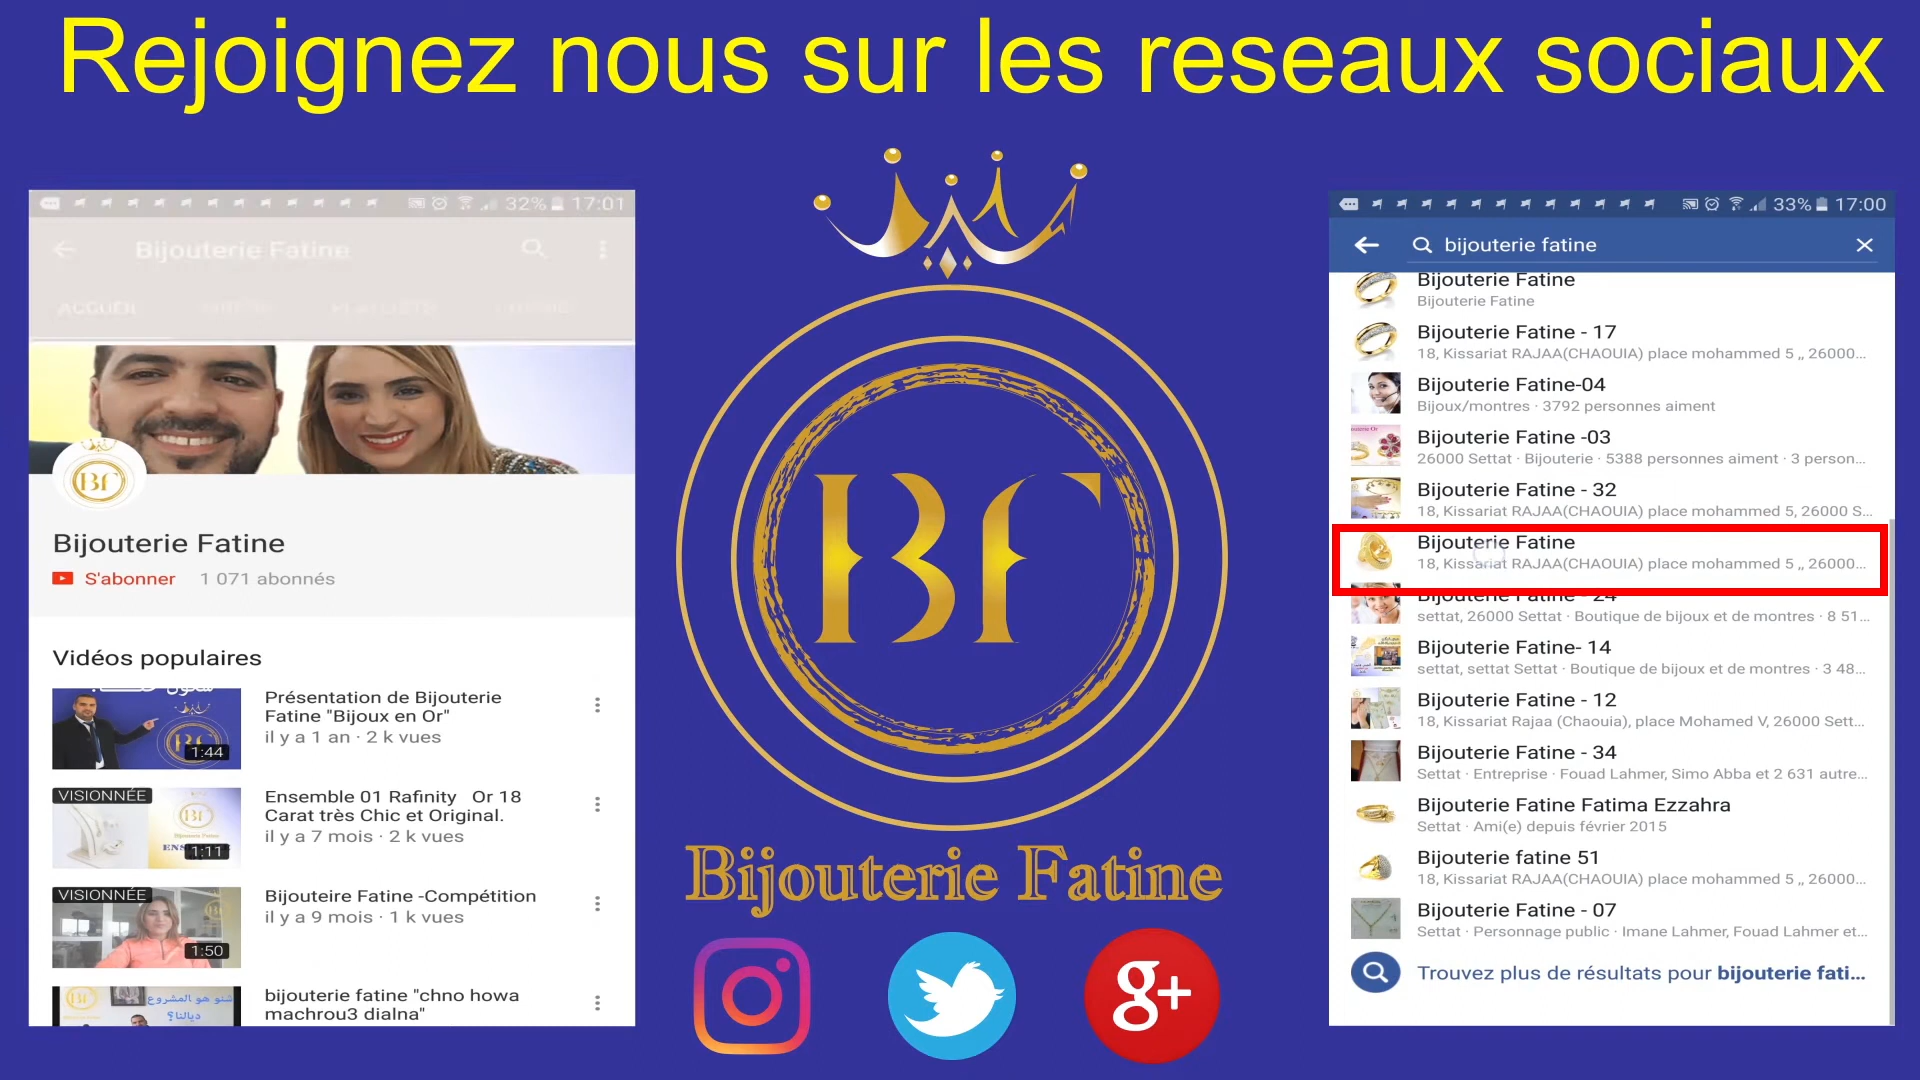 Rejoignez nous sur les reseaux sociaux
32% 17:01
Bijouterie Fatine
ACCUEIL PLAYLISTS
BF
Bijouterie Fatine
S'abonner 1 071 abonnés
Vidéos populaires
Présentation de Bijouterie
Fatine "Bijoux en Or"
il y a 1 an · 2 k vues
1:44
VISIONNÉE
Ensemble 01 Rafinity Or 18
Carat très Chic et Original.
il y a 7 mois · 2 k vues
1:11
VISIONNÉE
Bijouteire Fatine -Compétition
il y a 9 mois · 1 k vues
1:50
شنو هو المشروع
ديالنا؟
bijouterie fatine "chno howa
machrou3 dialna"
BF
Bijouterie Fatine
g+
33% 17:00
bijouterie fatine
Bijouterie Fatine
Bijouterie Fatine
Bijouterie Fatine - 17
18, Kissariat RAJAA(CHAOUIA) place mohammed 5 ,, 26000...
Bijouterie Fatine-04
Bijoux/montres · 3792 personnes aiment
Bijouterie Fatine -03
26000 Settat · Bijouterie · 5388 personnes aiment · 3 person...
Bijouterie Fatine - 32
18, Kissariat RAJAA(CHAOUIA) place mohammed 5, 26000 S...
Bijouterie Fatine
18, Kissariat RAJAA(CHAOUIA) place mohammed 5 ,, 26000...
Bijouterie Fatine - 24
settat, 26000 Settat · Boutique de bijoux et de montres · 8 51...
Bijouterie Fatine- 14
settat, settat Settat · Boutique de bijoux et de montres · 3 48...
Bijouterie Fatine - 12
18, Kissariat Rajaa (Chaouia), place Mohamed V, 26000 Sett...
Bijouterie Fatine - 34
Settat · Entreprise · Fouad Lahmer, Simo Abba et 2 631 autre...
Bijouterie Fatine Fatima Ezzahra
Settat · Ami(e) depuis février 2015
Bijouterie fatine 51
18, Kissariat RAJAA(CHAOUIA) place mohammed 5 ,, 26000...
Bijouterie Fatine - 07
Settat · Personnage public · Imane Lahmer, Fouad Lahmer et...
Trouvez plus de résultats pour bijouterie fati...